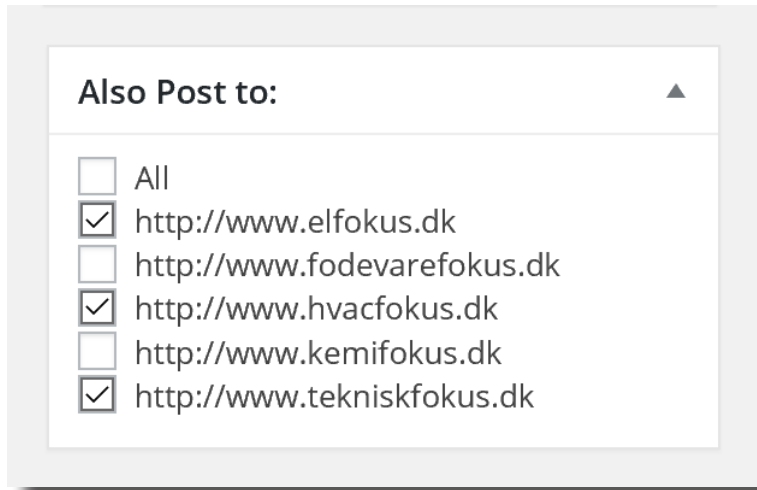 Also Post to:
All
http://www.elfokus.dk
http://www.fodevarefokus.dk
http://www.hvacfokus.dk
http://www.kemifokus.dk
http://www.tekniskfokus.dk